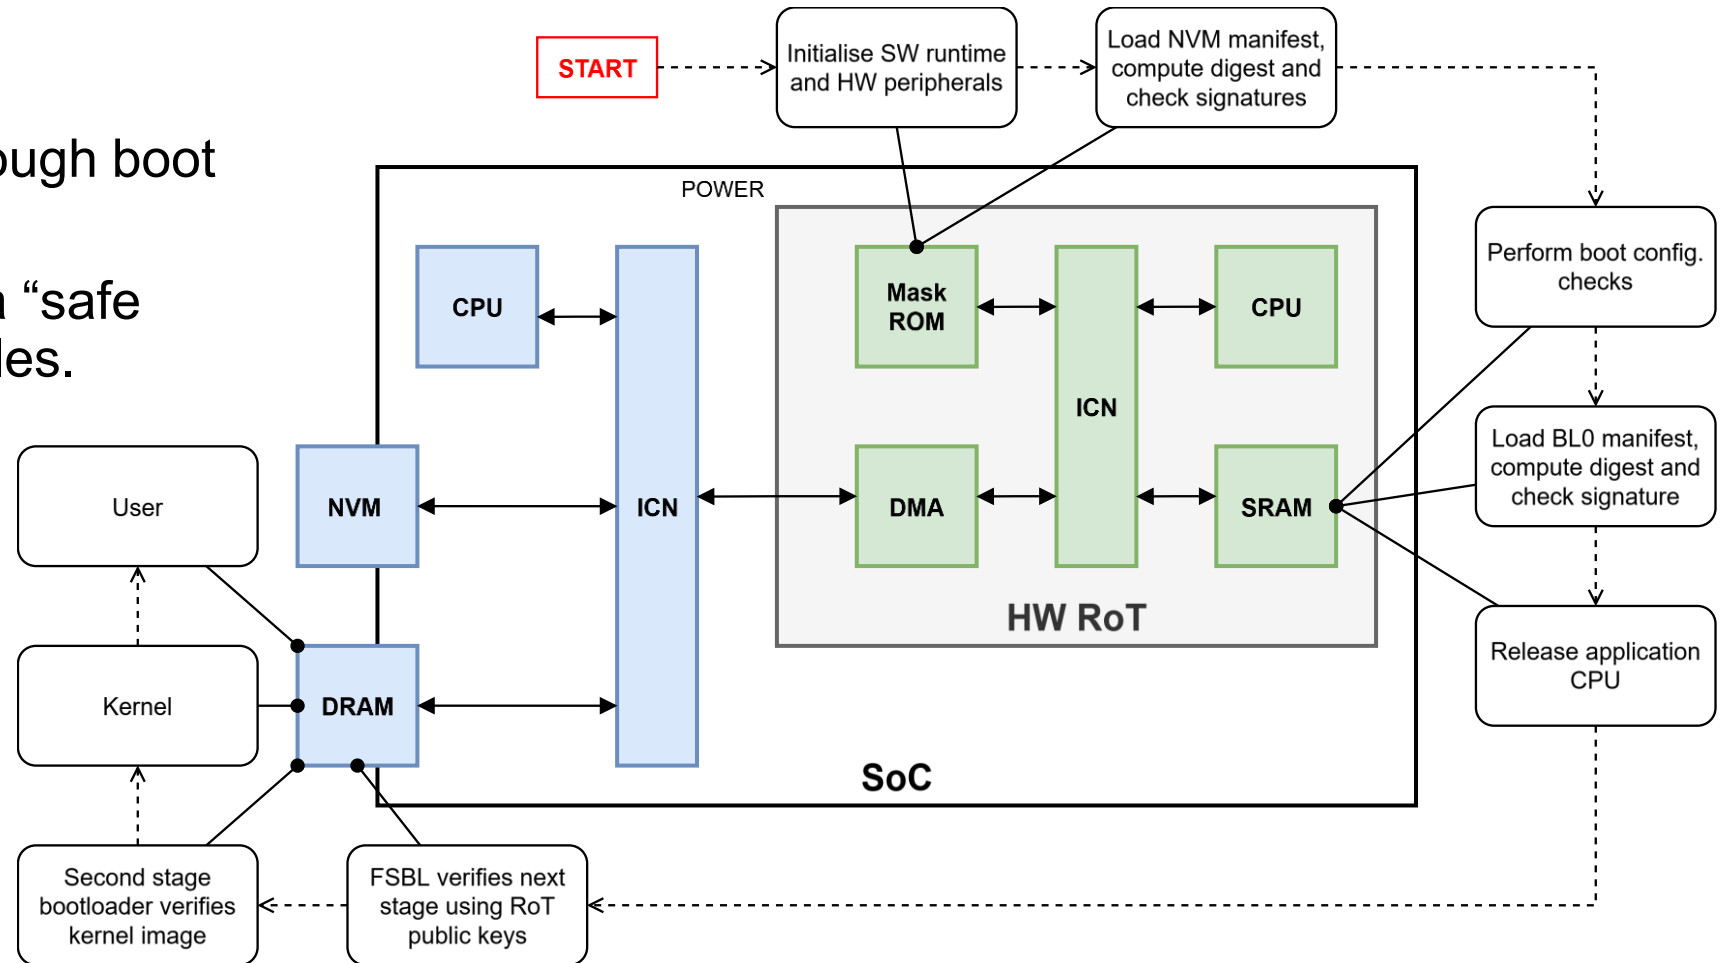 START
Initialise SW runtime
and HW peripherals
Load NVM manifest,
compute digest and
check signatures
ough boot
a “safe
les.
POWER
CPU
ICN
NVM
DRAM
Mask
ROM
ICN
CPU
DMA
SRAM
HW RoT
SoC
Perform boot config.
checks
Load BL0 manifest,
compute digest and
check signature
Release application
CPU
FSBL verifies next
stage using RoT
public keys
Second stage
bootloader verifies
kernel image
Kernel
User